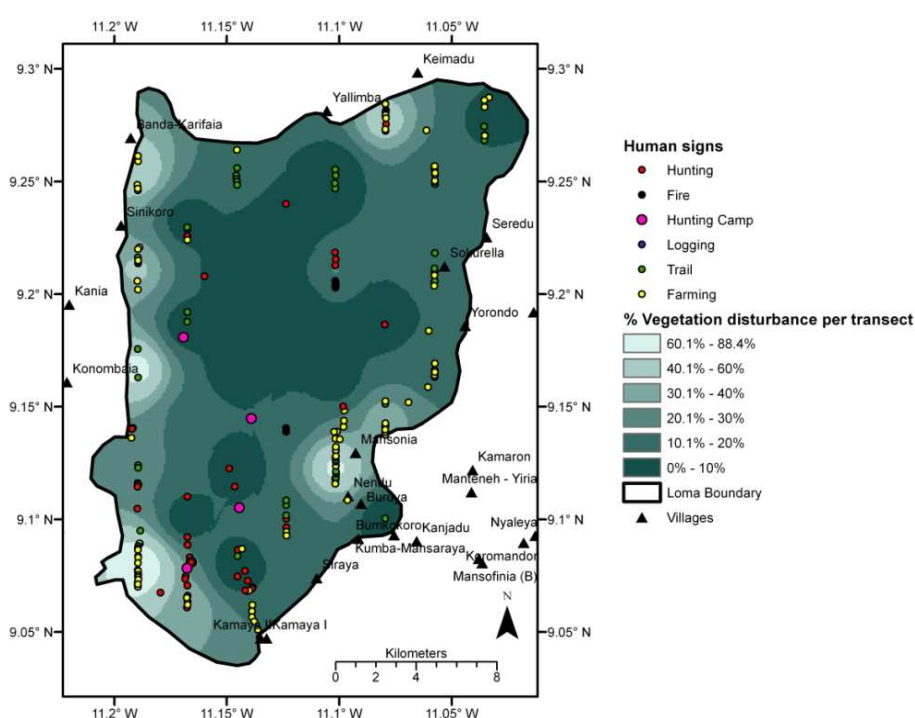 11.2° W 11.15° W 11.1° W 11.05° W
9.3° N 9.3° N
9.25° N 9.25° N
9.2° N 9.2° N
9.15° N 9.15° N
9.1° N 9.1° N
9.05° N 9.05° N
11.2° W 11.15° W 11.1° W 11.05° W
Keimadu
Yallimba
Banda-Karifaia
Sinikoro
Seredu
Sokurella
Kania
Yorondo
Konombaia
Mansonia
Kamaron
Manteneh - Yiria
Nendu
Buruya
Nyaleya
Bumkokoro
Kanjadu
Kumba-Mansaraya
Koromandor
Siraya
Mansofinia (B)
Kamaya II
Kamaya I
N
Kilometers
0 2 4 8
Human signs
Hunting
Fire
Hunting Camp
Logging
Trail
Farming
% Vegetation disturbance per transect
60.1% - 88.4%
40.1% - 60%
30.1% - 40%
20.1% - 30%
10.1% - 20%
0% - 10%
Loma Boundary
Villages